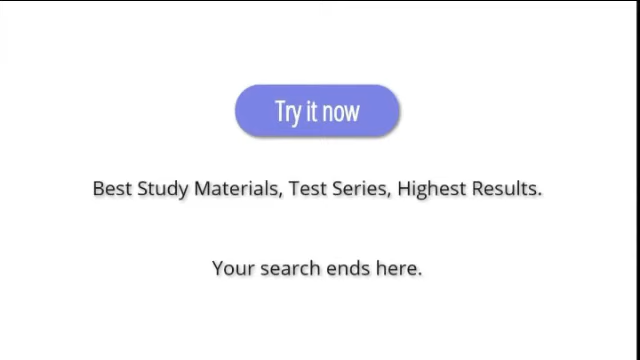 Try it now
Best Study Materials, Test Series, Highest Results.
Your search ends here.